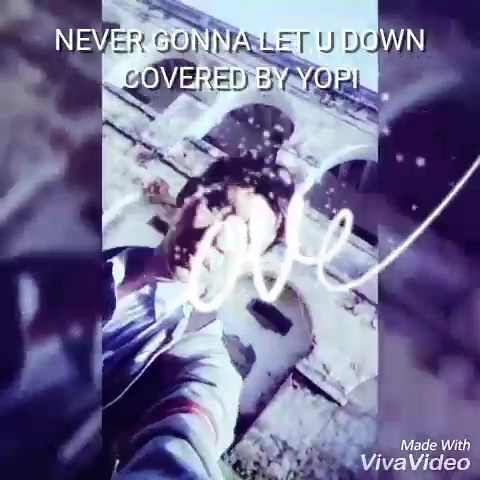 NEVER GONNA LET U DOWN
COVERED BY YOPI
Love
Made With
VivaVideo